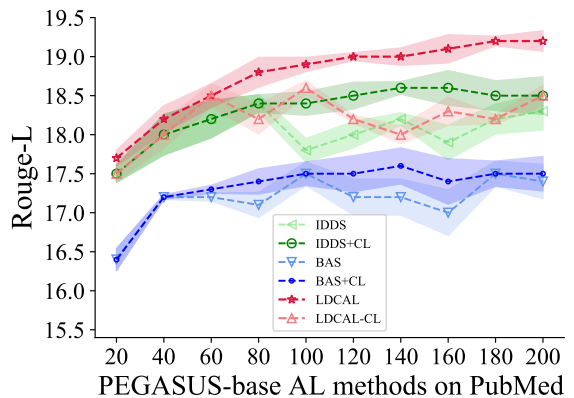 19.5
19.0
18.5
18.0
17.5
17.0
16.5
16.0
15.5
Rouge-L
IDDS
IDDS+CL
BAS
BAS+CL
LDCAL
LDCAL-CL
20 40 60 80 100 120 140 160 180 200
PEGASUS-base AL methods on PubMed